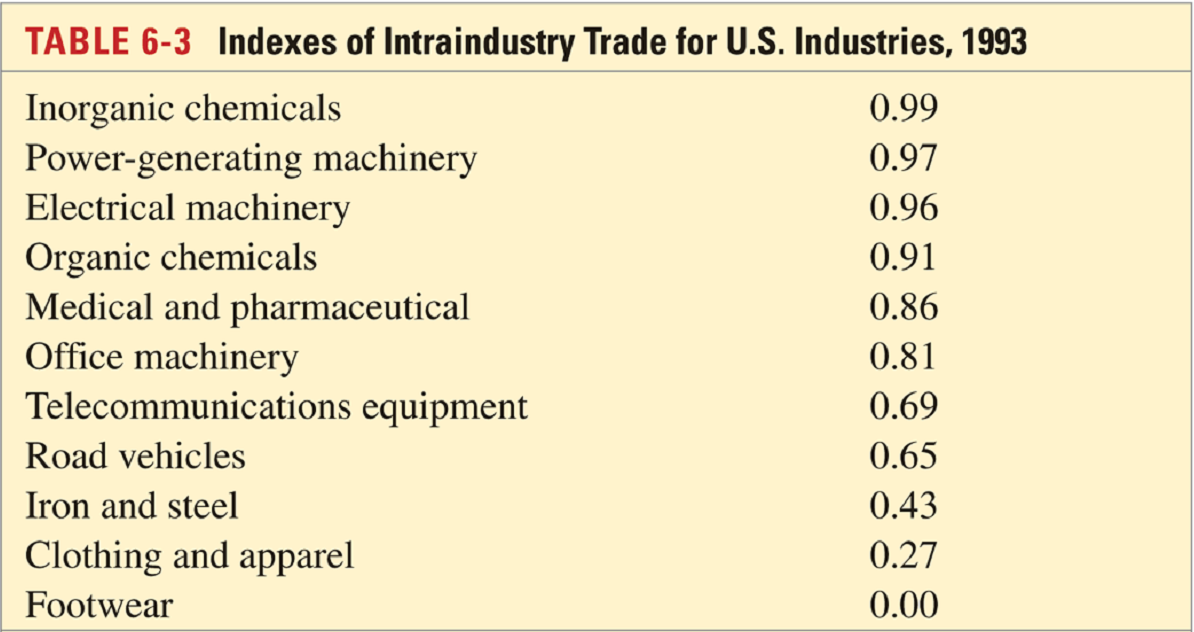 TABLE 6-3 Indexes of Intraindustry Trade for U.S. Industries, 1993
Inorganic chemicals 0.99
Power-generating machinery 0.97
Electrical machinery 0.96
Organic chemicals 0.91
Medical and pharmaceutical 0.86
Office machinery 0.81
Telecommunications equipment 0.69
Road vehicles 0.65
Iron and steel 0.43
Clothing and apparel 0.27
Footwear 0.00